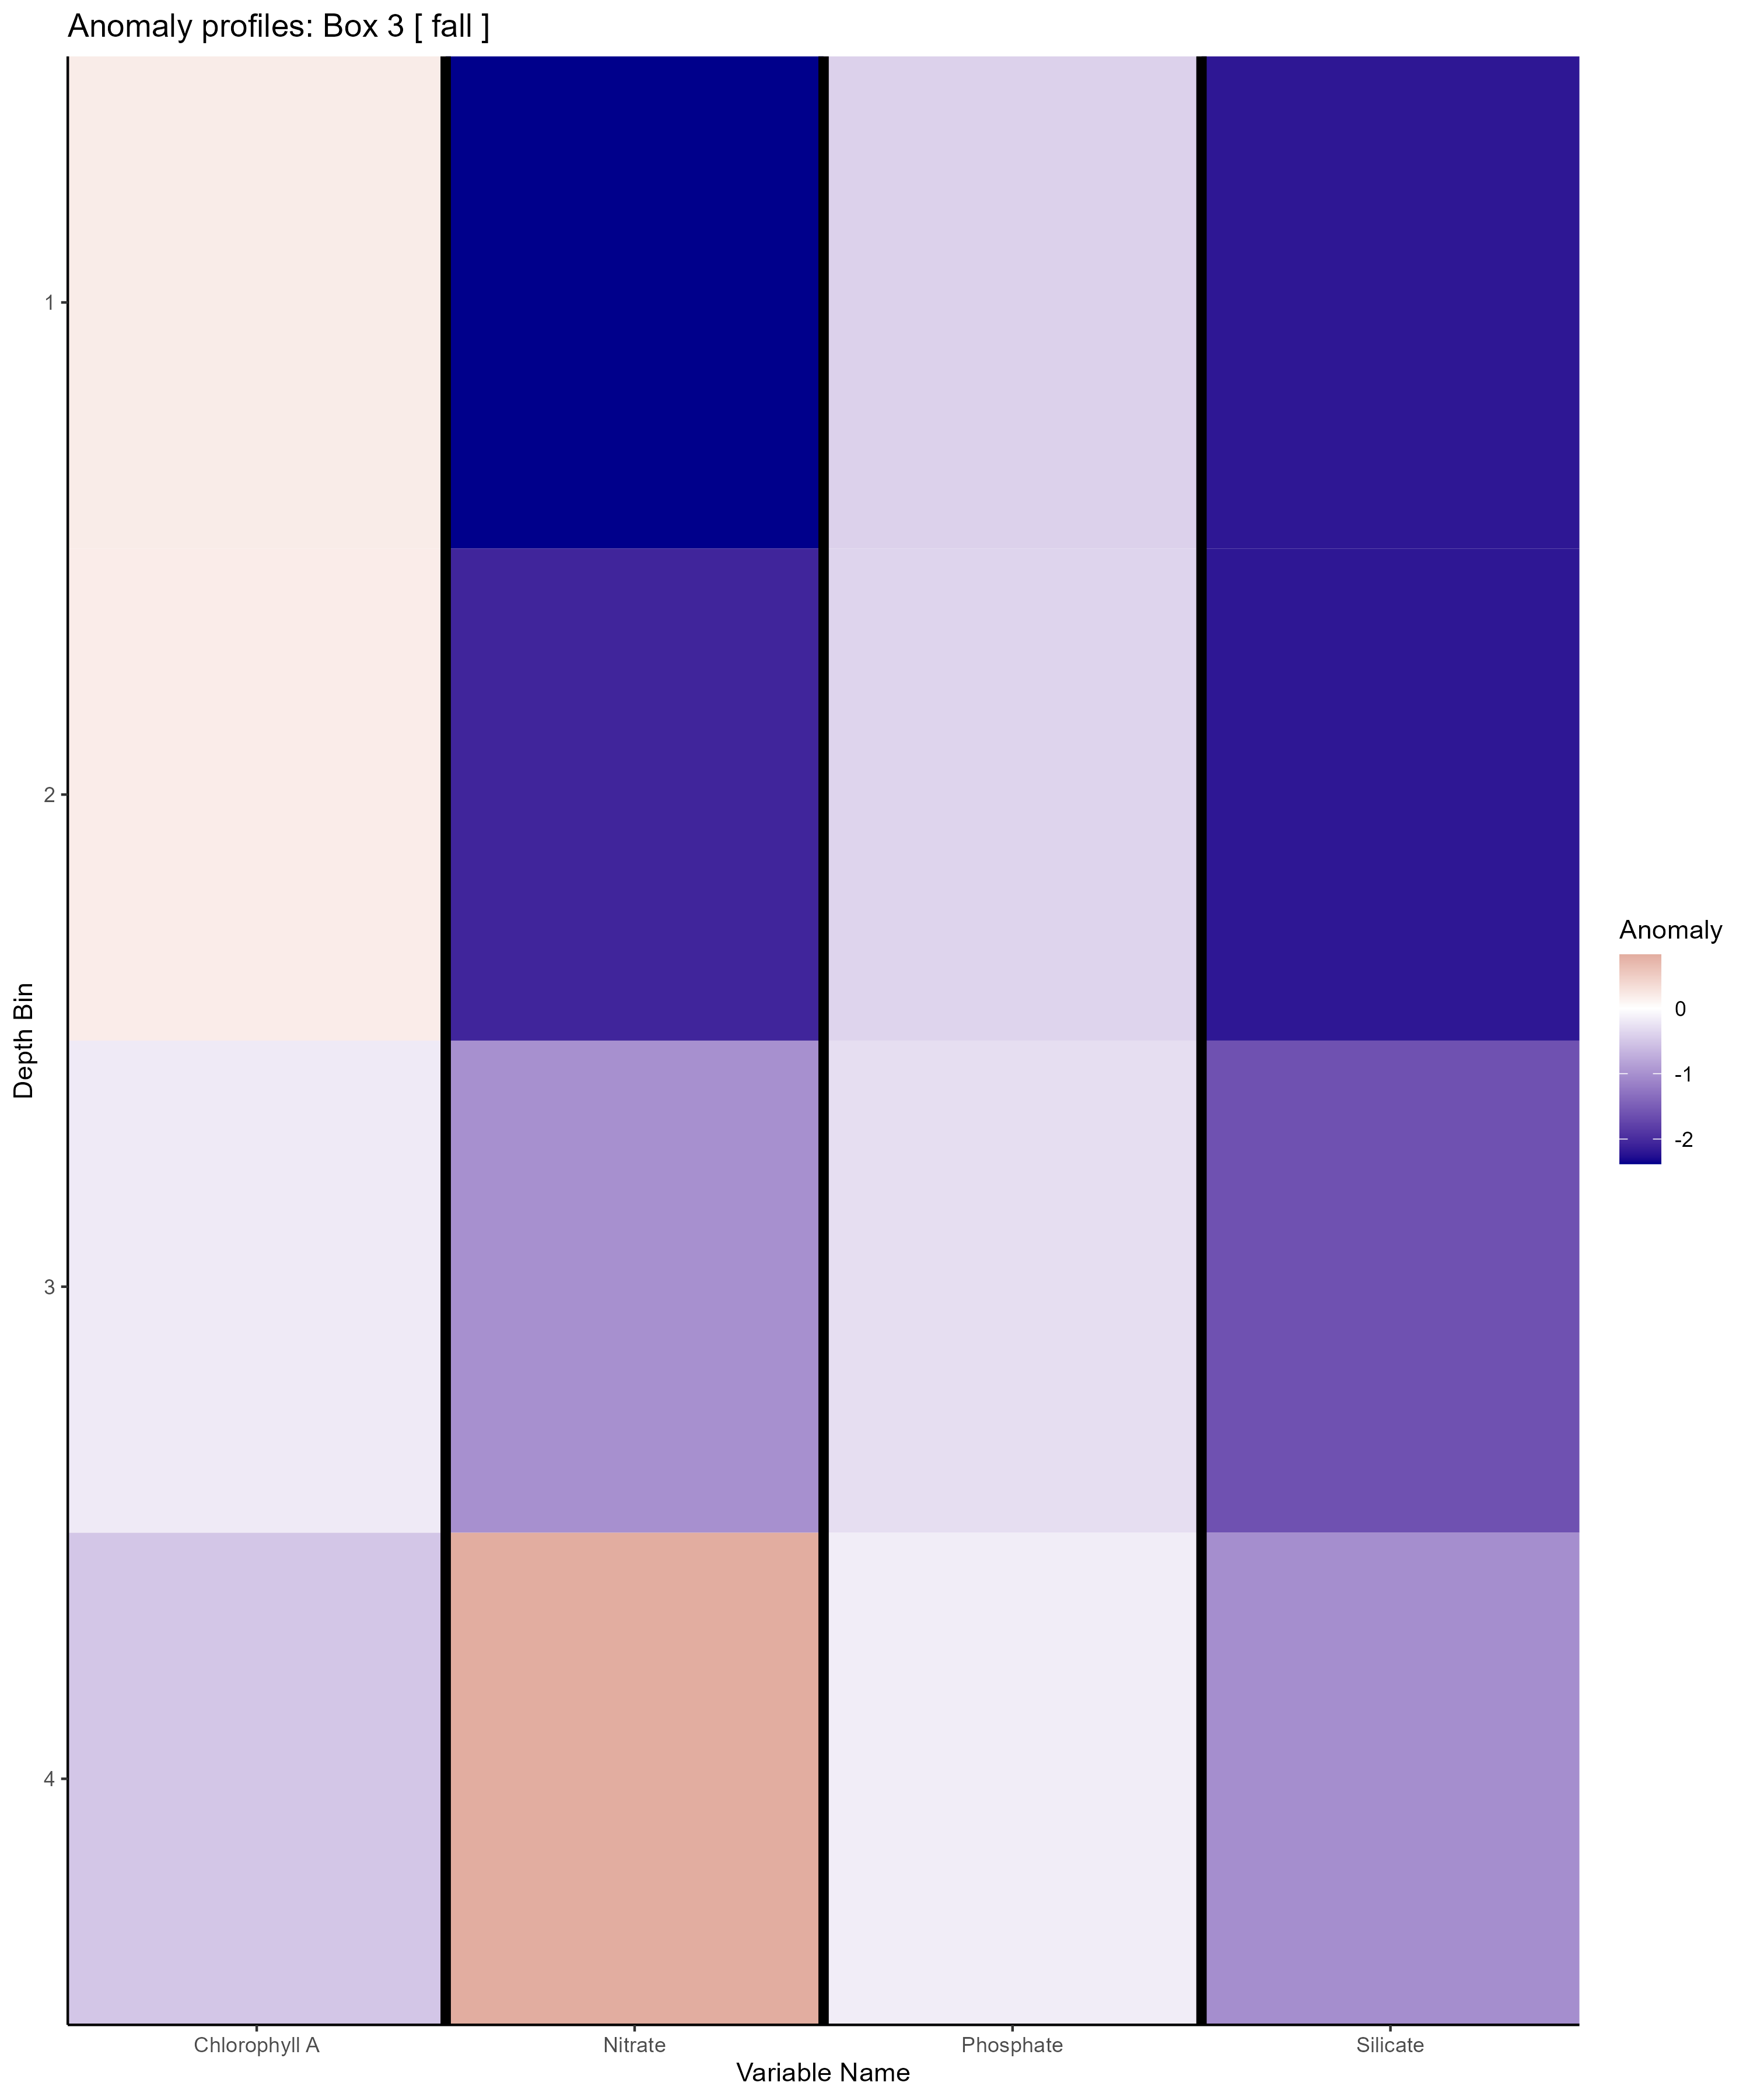 Anomaly profiles: Box 3 [ fall ]
1
2
3
4
Depth Bin
Chlorophyll A
Nitrate
Phosphate
Silicate
Variable Name
Anomaly
0
-1
-2